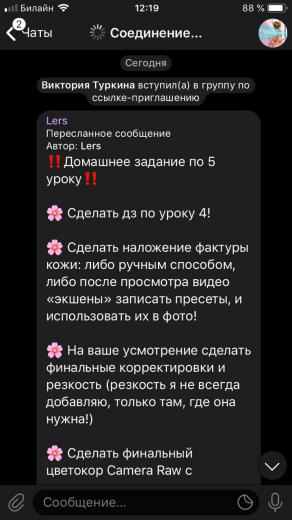 Билайн
12:19
88 %
2
Чаты
Соединение...
Сегодня
Виктория Туркина вступил(а) в группу по
ссылке-приглашению
Lers
Пересланное сообщение
Автор: Lers
‼️Домашнее задание по 5
уроку‼️
🌸 Сделать дз по уроку 4!
🌸 Сделать наложение фактуры
кожи: либо ручным способом,
либо после просмотра видео
«экшены» записать пресеты, и
использовать их в фото!
🌸 На ваше усмотрение сделать
финальные корректировки и
резкость (резкость я не всегда
добавляю, только там, где она
нужна!)
🌸 Сделать финальный
цветокор Camera Raw с
Сообщение...